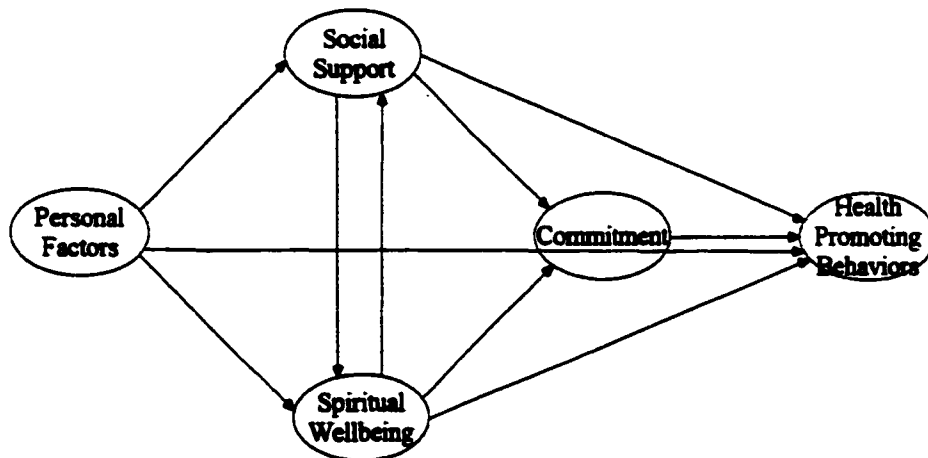 Social
Support
Personal
Factors
Commitment
Health
Promoting
Behaviors
Spiritual
Wellbeing